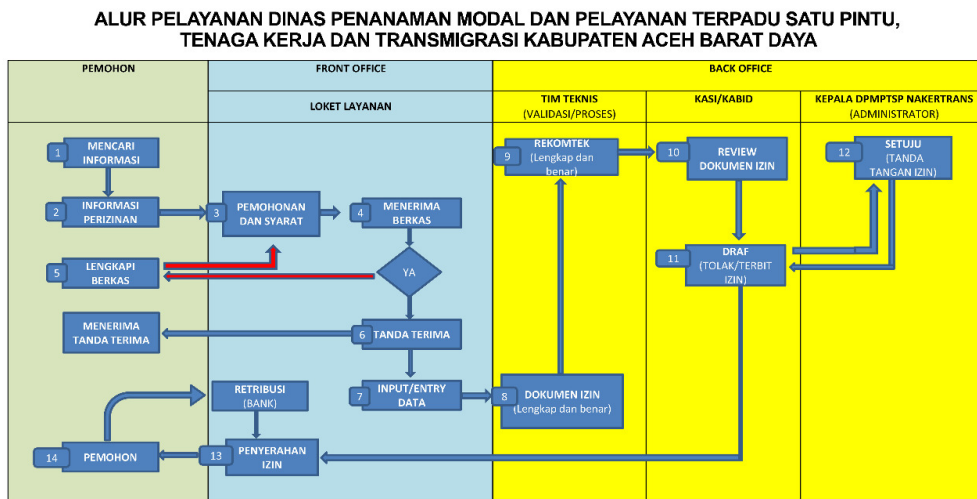 ALUR PELAYANAN DINAS PENANAMAN MODAL DAN PELAYANAN TERPADU SATU PINTU,
TENAGA KERJA DAN TRANSMIGRASI KABUPATEN ACEH BARAT DAYA
PEMOHON
FRONT OFFICE
BACK OFFICE
LOKET LAYANAN
TIM TEKNIS
(VALIDASI/PROSES)
KASI/KABID
KEPALA DPMPTSP NAKERTRANS
(ADMINISTRATOR)
1
MENCARI
INFORMASI
2
INFORMASI
PERIZINAN
3
PEMOHONAN
DAN SYARAT
4
MENERIMA
BERKAS
5
LENGKAPI
BERKAS
YA
MENERIMA
TANDA TERIMA
6
TANDA TERIMA
7
INPUT/ENTRY
DATA
8
DOKUMEN IZIN
(Lengkap dan benar)
9
REKOMTEK
(Lengkap dan
benar)
10
REVIEW
DOKUMEN IZIN
11
DRAF
(TOLAK/TERBIT
IZIN)
12
SETUJU
(TANDA
TANGAN IZIN)
RETRIBUSI
(BANK)
13
PENYERAHAN
IZIN
14
PEMOHON